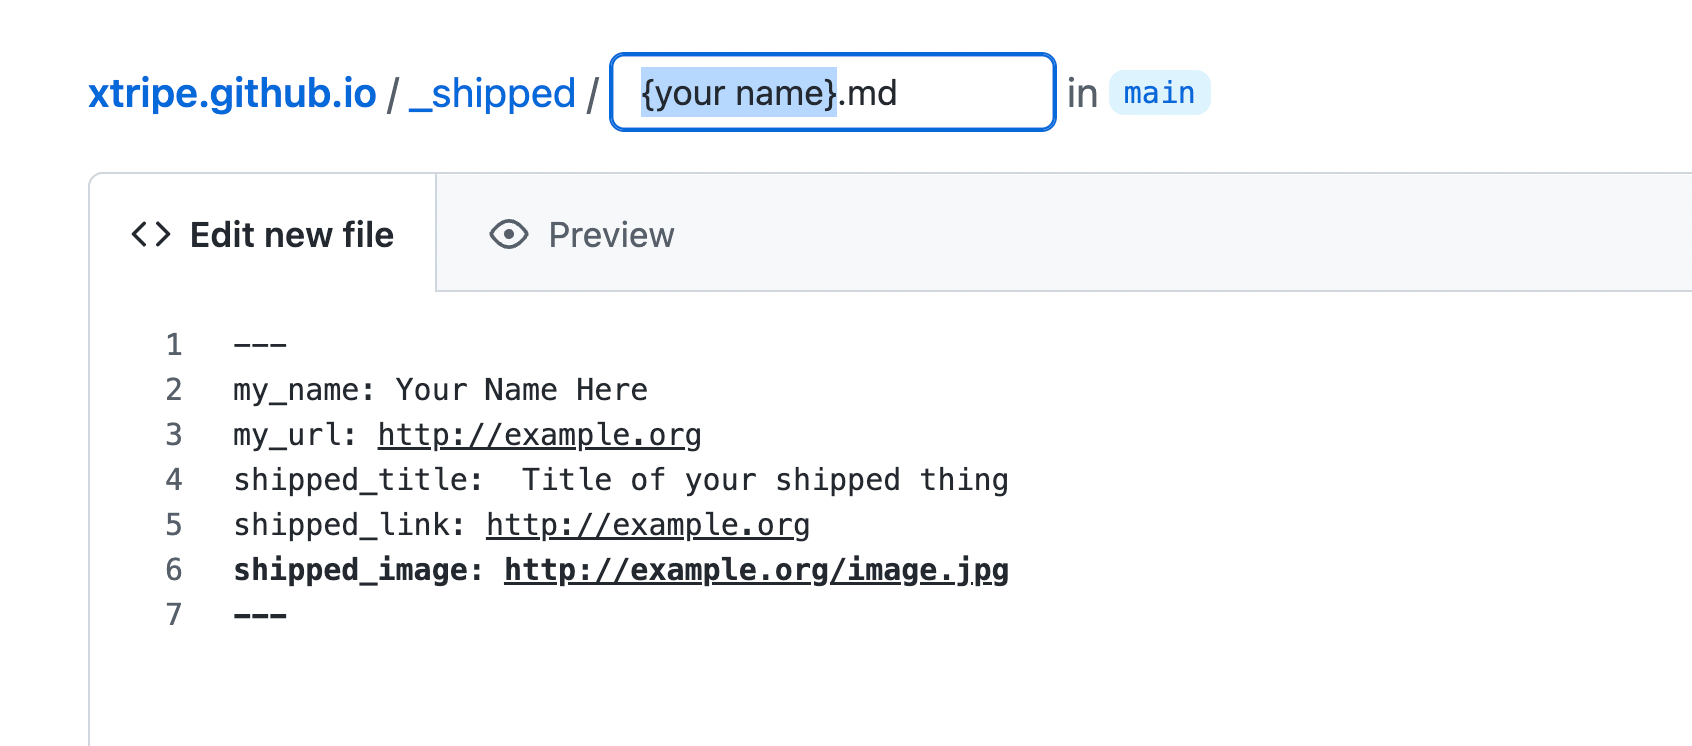 xtripe.github.io / _shipped / {your name}.md in main
Edit new file Preview
1 ---
2 my_name: Your Name Here
3 my_url: http://example.org
4 shipped_title:  Title of your shipped thing
5 shipped_link: http://example.org
6 shipped_image: http://example.org/image.jpg
7 ---